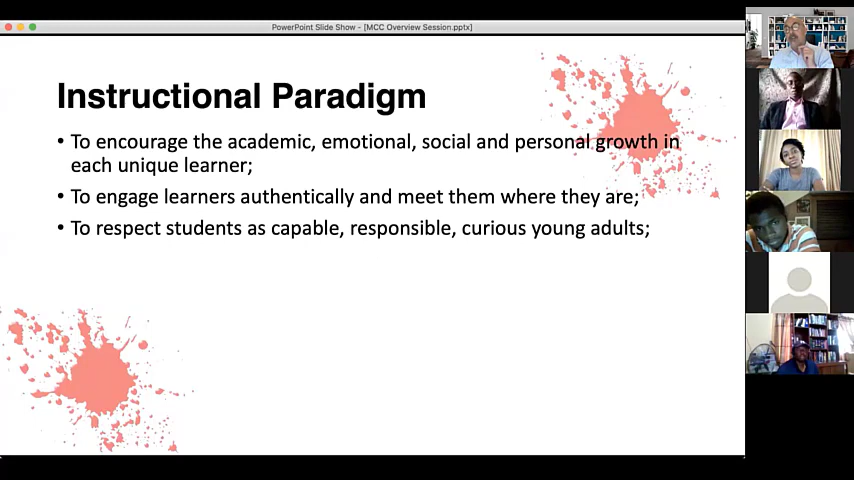 PowerPoint Slide Show - [MCC Overview Session.pptx]
Instructional Paradigm
• To encourage the academic, emotional, social and personal growth in
each unique learner;
• To engage learners authentically and meet them where they are;
• To respect students as capable, responsible, curious young adults;